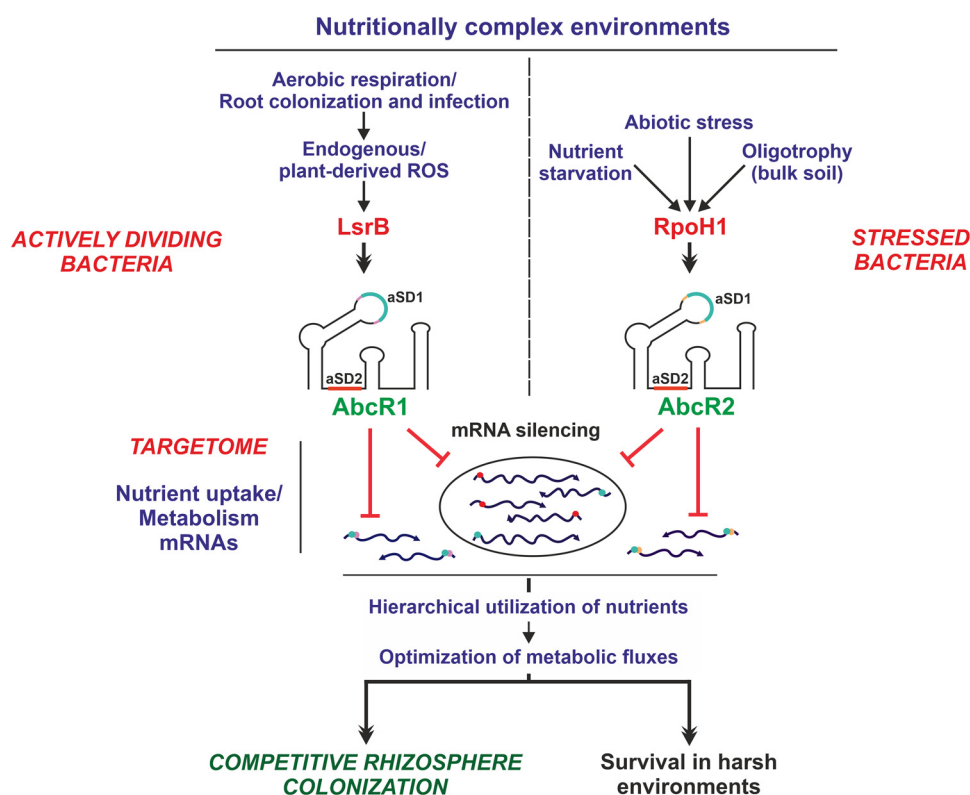 Nutritionally complex environments
Aerobic respiration/
Root colonization and infection
Endogenous/
plant-derived ROS
LsrB
ACTIVELY DIVIDING
BACTERIA
aSD1
aSD2
AbcR1
Abiotic stress
Nutrient
starvation
Oligotrophy
(bulk soil)
RpoH1
STRESSED
BACTERIA
aSD1
aSD2
AbcR2
mRNA silencing
TARGETOME
Nutrient uptake/
Metabolism
mRNAs
Hierarchical utilization of nutrients
Optimization of metabolic fluxes
COMPETITIVE RHIZOSPHERE
COLONIZATION
Survival in harsh
environments